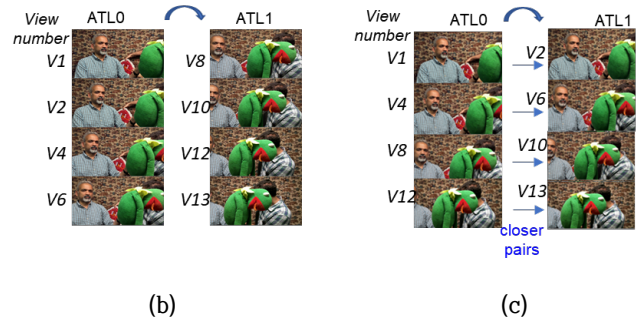 View number
ATL0
ATL1
V1
V8
V2
V10
V4
V12
V6
V13
(b)
View number
ATL0
ATL1
V1
V2
V4
V6
V8
V10
V12
V13
closer pairs
(c)